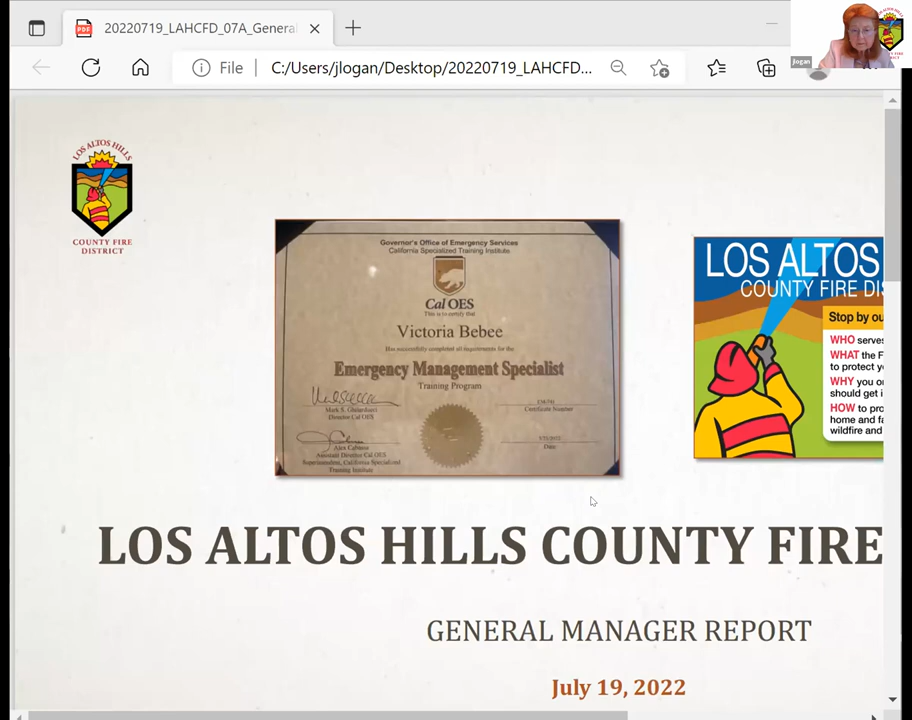 20220719_LAHCFD_07A_General
File
C:/Users/jlogan/Desktop/20220719_LAHCFD...
jlogan
LOS ALTOS HILLS
COUNTY FIRE
DISTRICT
Governor's Office of Emergency Services
California Specialized Training Institute
Cal OES
This is to certify that
Victoria Bebee
Has successfully completed all requirements for the
Emergency Management Specialist
Training Program
Mark S. Ghilarducci
Director Cal OES
Certificate Number
Alex Cabassa
Assistant Director Cal OES
Superintendent, California Specialized
Training Institute
Date
LOS ALTOS
COUNTY FIRE DIS
Stop by ou
WHO serves
WHAT the F
to protect y
WHY you o
should get i
HOW to pro
home and fa
wildfire and
LOS ALTOS HILLS COUNTY FIRE
GENERAL MANAGER REPORT
July 19, 2022